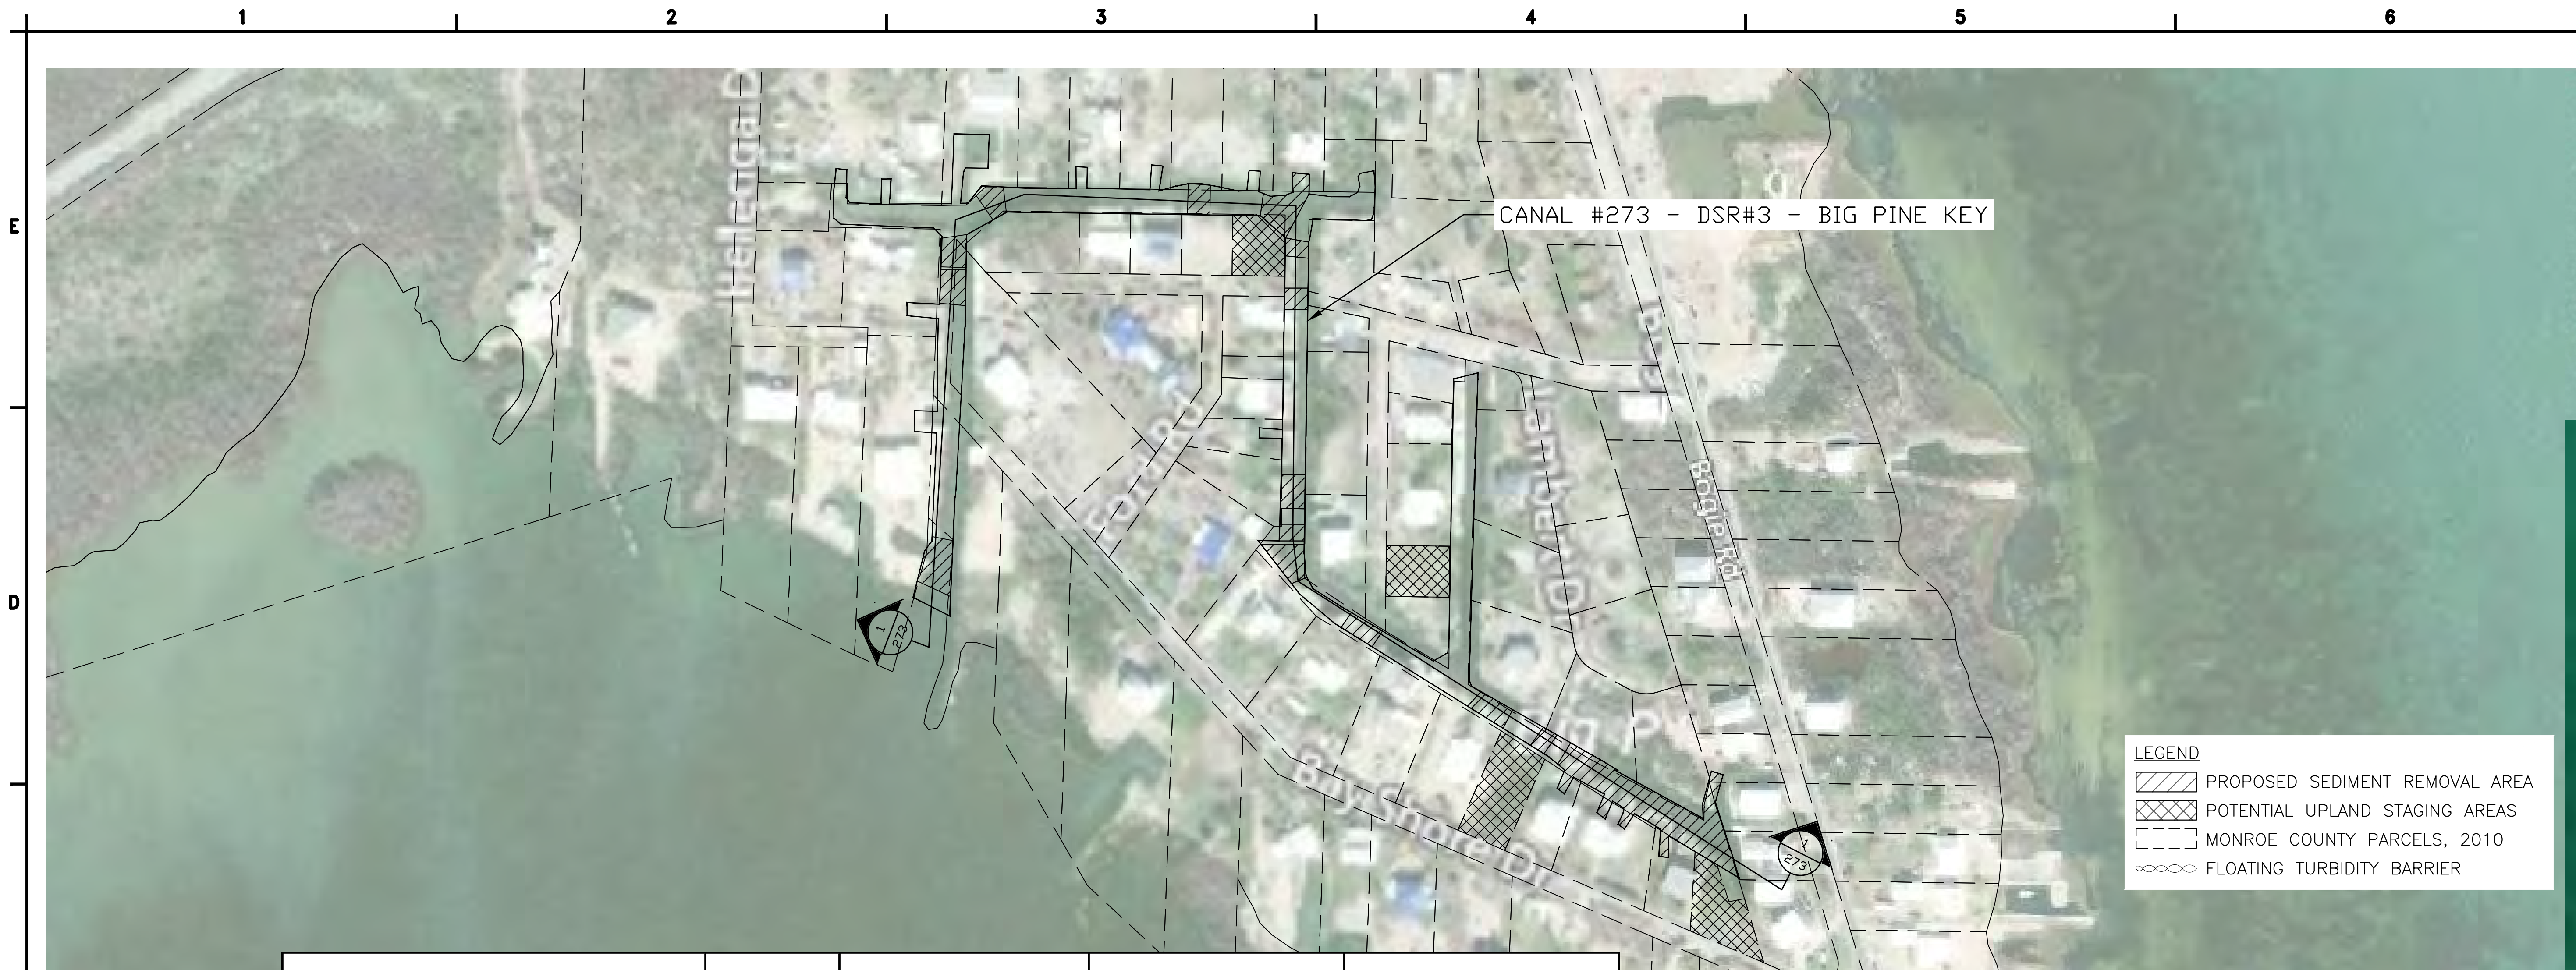 1 2 3 4 5 6
E
CANAL #273 - DSR#3 - BIG PINE KEY
Bogie Rd
D
1
273
Bay Shore Dr
1
273
LEGEND
PROPOSED SEDIMENT REMOVAL AREA
POTENTIAL UPLAND STAGING AREAS
MONROE COUNTY PARCELS, 2010
FLOATING TURBIDITY BARRIER